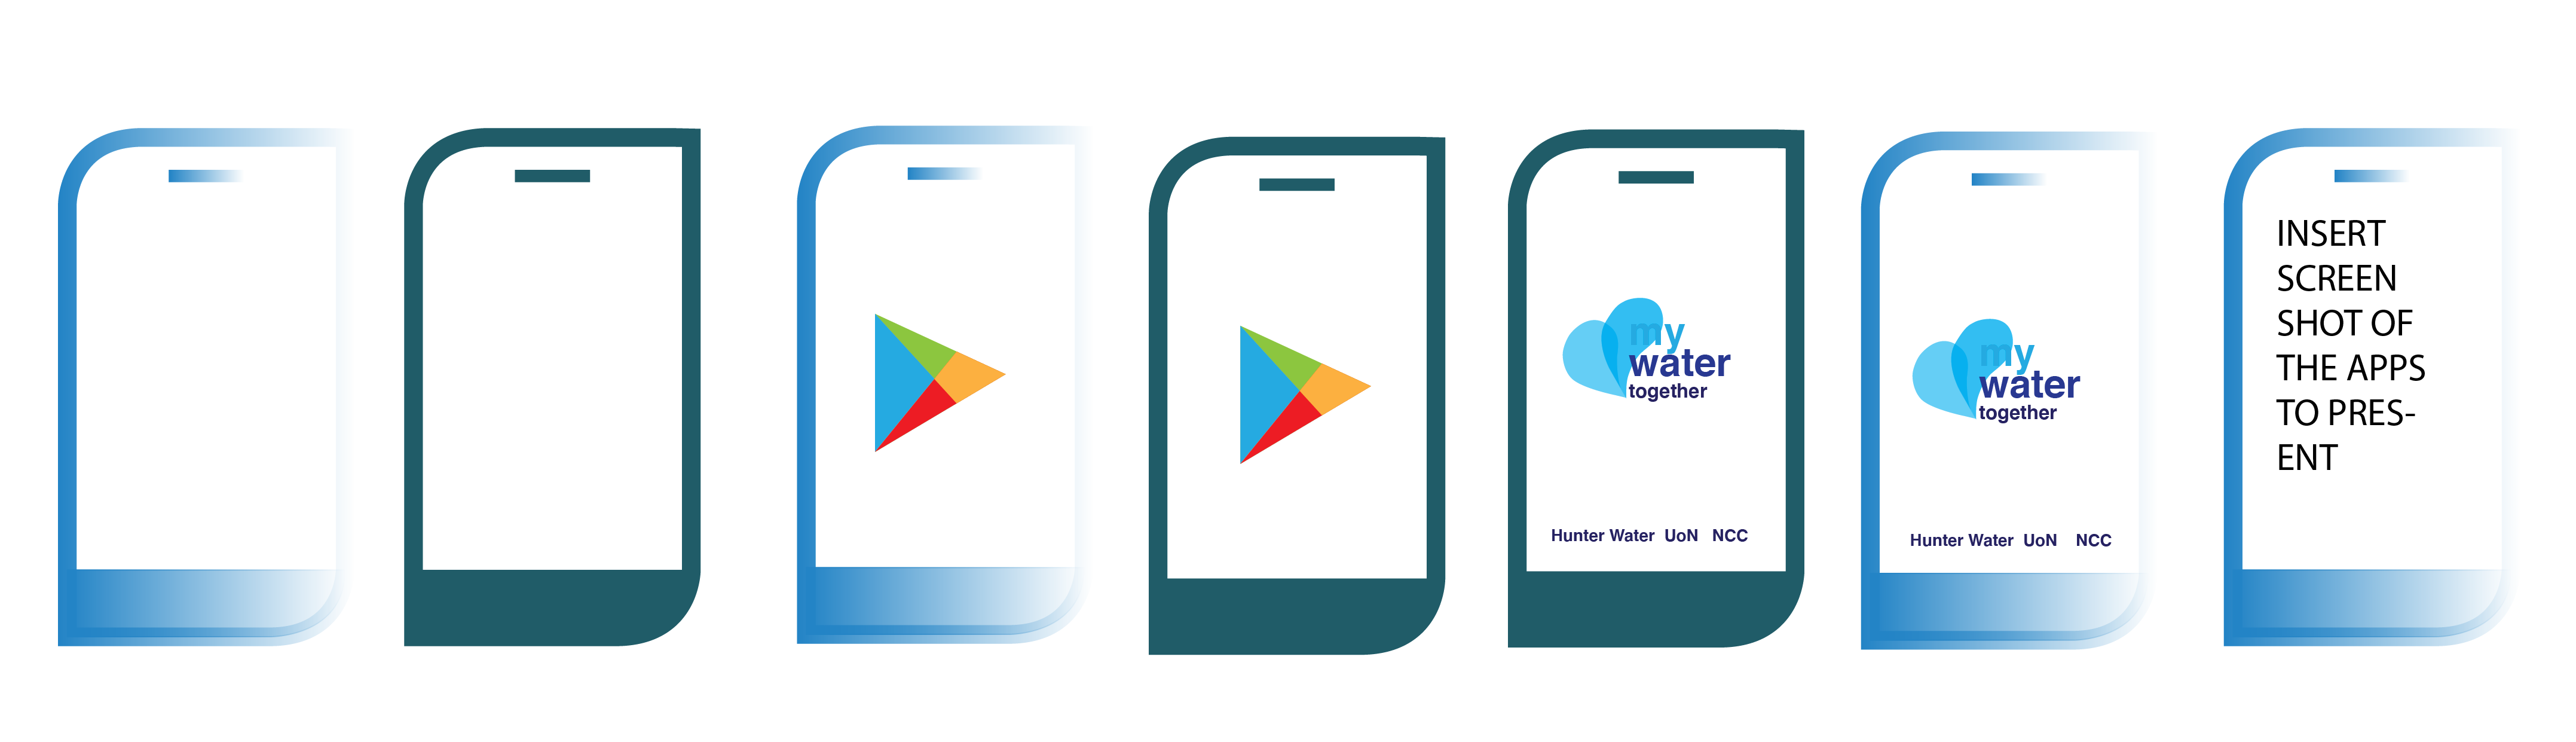 my
water
together
Hunter Water UoN NCC
my
water
together
Hunter Water UoN NCC
INSERT
SCREEN
SHOT OF
THE APPS
TO PRES-
ENT